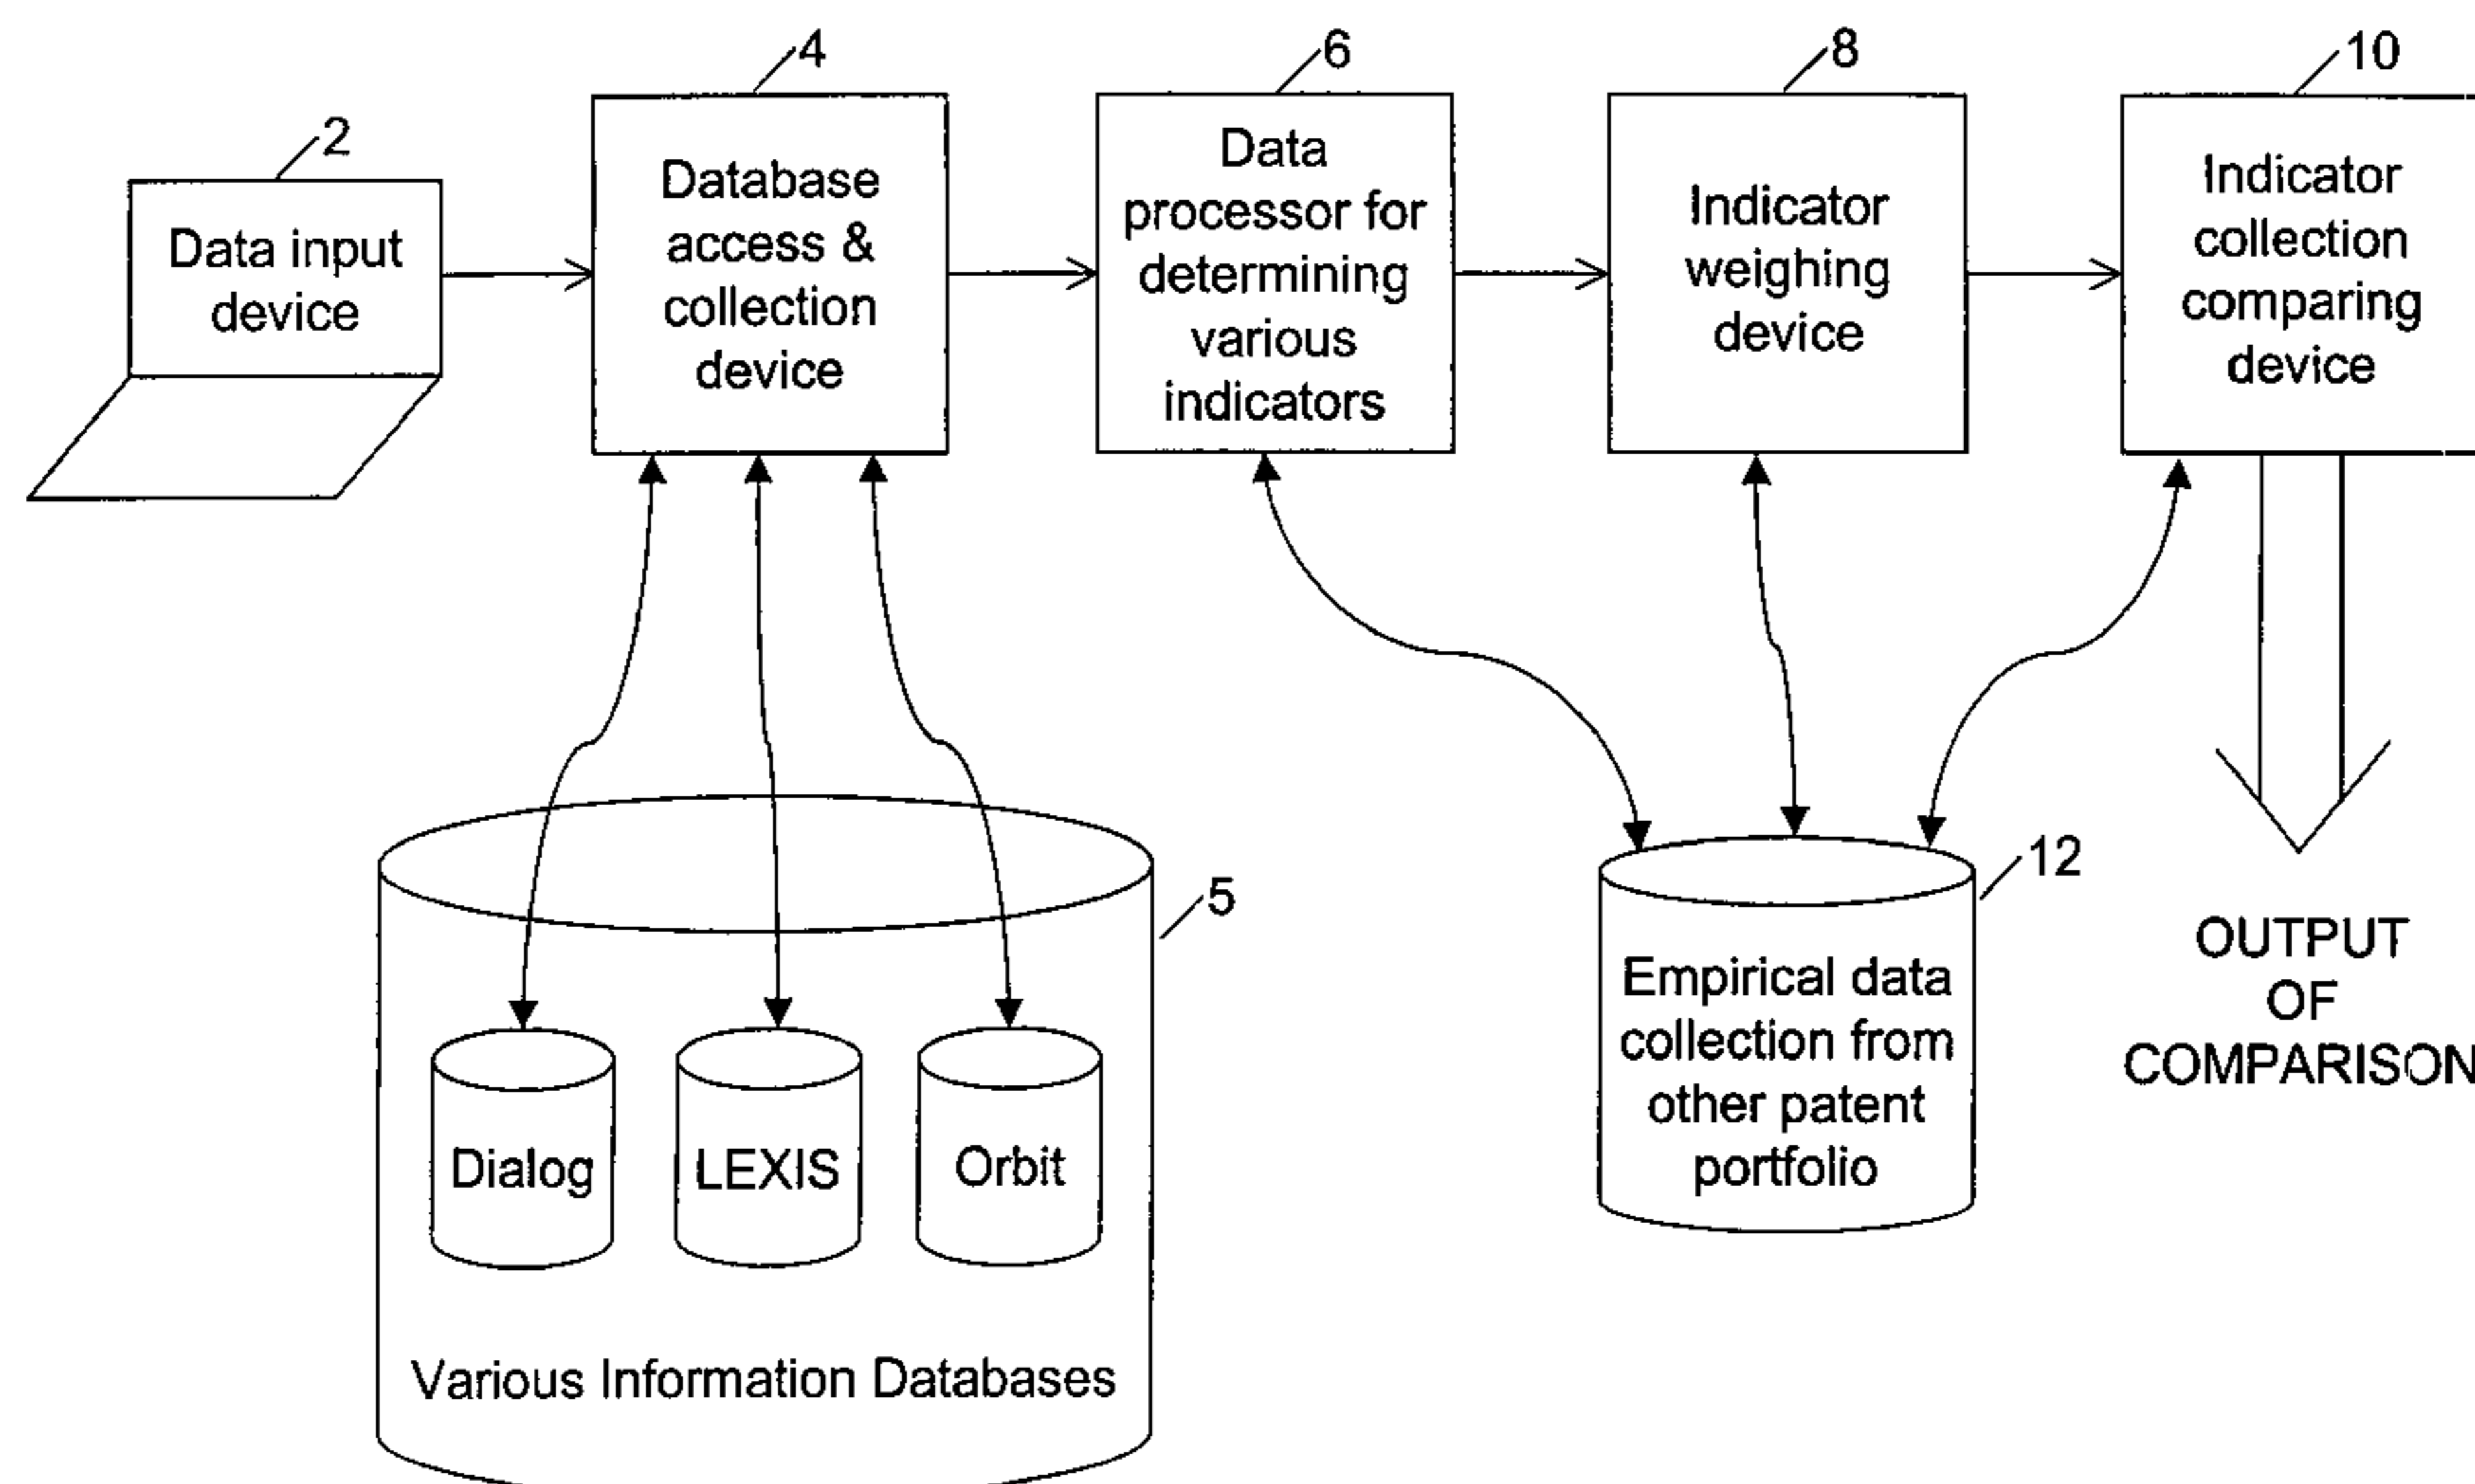 2
Data input
device
4
Database
access &
collection
device
6
Data
processor for
determining
various
indicators
8
Indicator
weighing
device
10
Indicator
collection
comparing
device
5
Dialog
LEXIS
Orbit
Various Information Databases
12
Empirical data
collection from
other patent
portfolio
OUTPUT
OF
COMPARISON